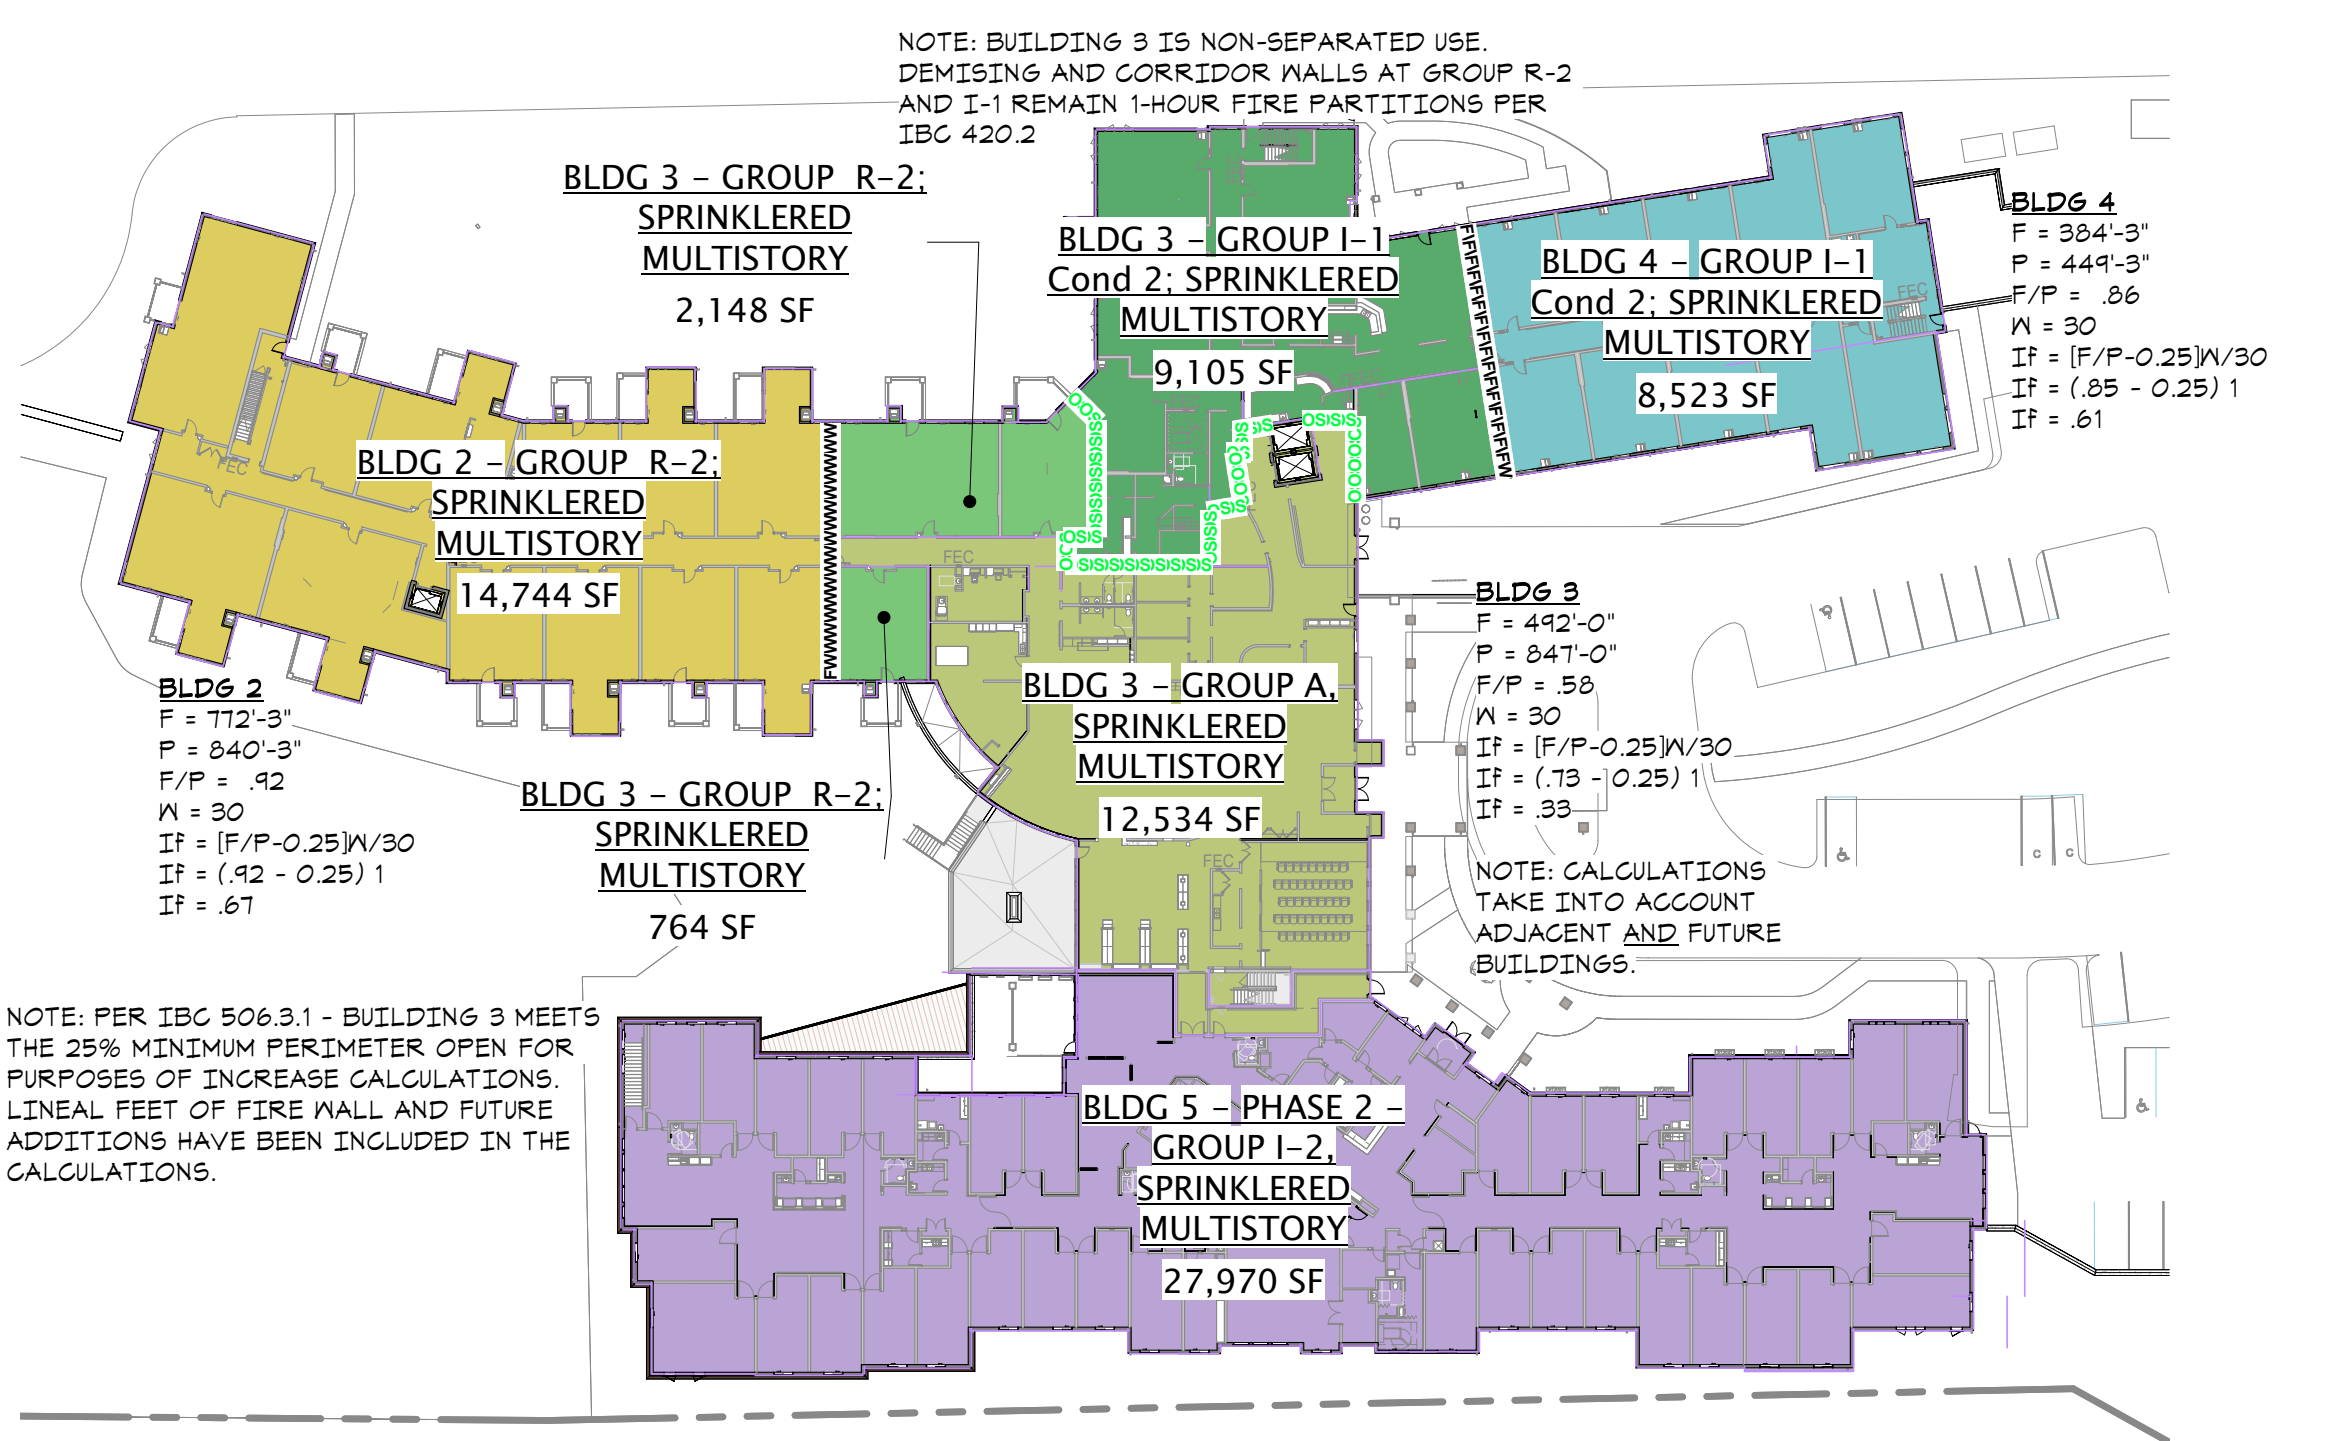 NOTE: BUILDING 3 IS NON-SEPARATED USE.
DEMISING AND CORRIDOR WALLS AT GROUP R-2
AND I-1 REMAIN 1-HOUR FIRE PARTITIONS PER
IBC 420.2
BLDG 3 - GROUP R-2;
SPRINKLERED
MULTISTORY
2,148 SF
BLDG 3 - GROUP I-1
Cond 2; SPRINKLERED
MULTISTORY
9,105 SF
BLDG 4 - GROUP I-1
Cond 2; SPRINKLERED
MULTISTORY
8,523 SF
FEC
BLDG 4
F = 384'-3"
P = 449'-3"
F/P = .86
W = 30
If = [F/P-0.25]W/30
If = (.85 - 0.25) 1
If = .61
BLDG 2 - GROUP R-2;
SPRINKLERED
MULTISTORY
14,744 SF
FEC
FEC
BLDG 3
F = 492'-0"
P = 847'-0"
F/P = .58
W = 30
If = [F/P-0.25]W/30
If = (.73 - 0.25) 1
If = .33
BLDG 3 - GROUP A,
SPRINKLERED
MULTISTORY
12,534 SF
FEC
BLDG 2
F = 772'-3"
P = 840'-3"
F/P = .92
W = 30
If = [F/P-0.25]W/30
If = (.92 - 0.25) 1
If = .67
BLDG 3 - GROUP R-2;
SPRINKLERED
MULTISTORY
764 SF
NOTE: CALCULATIONS
TAKE INTO ACCOUNT
ADJACENT AND FUTURE
BUILDINGS.
C
C
NOTE: PER IBC 506.3.1 - BUILDING 3 MEETS
THE 25% MINIMUM PERIMETER OPEN FOR
PURPOSES OF INCREASE CALCULATIONS.
LINEAL FEET OF FIRE WALL AND FUTURE
ADDITIONS HAVE BEEN INCLUDED IN THE
CALCULATIONS.
BLDG 5 - PHASE 2 -
GROUP I-2,
SPRINKLERED
MULTISTORY
27,970 SF